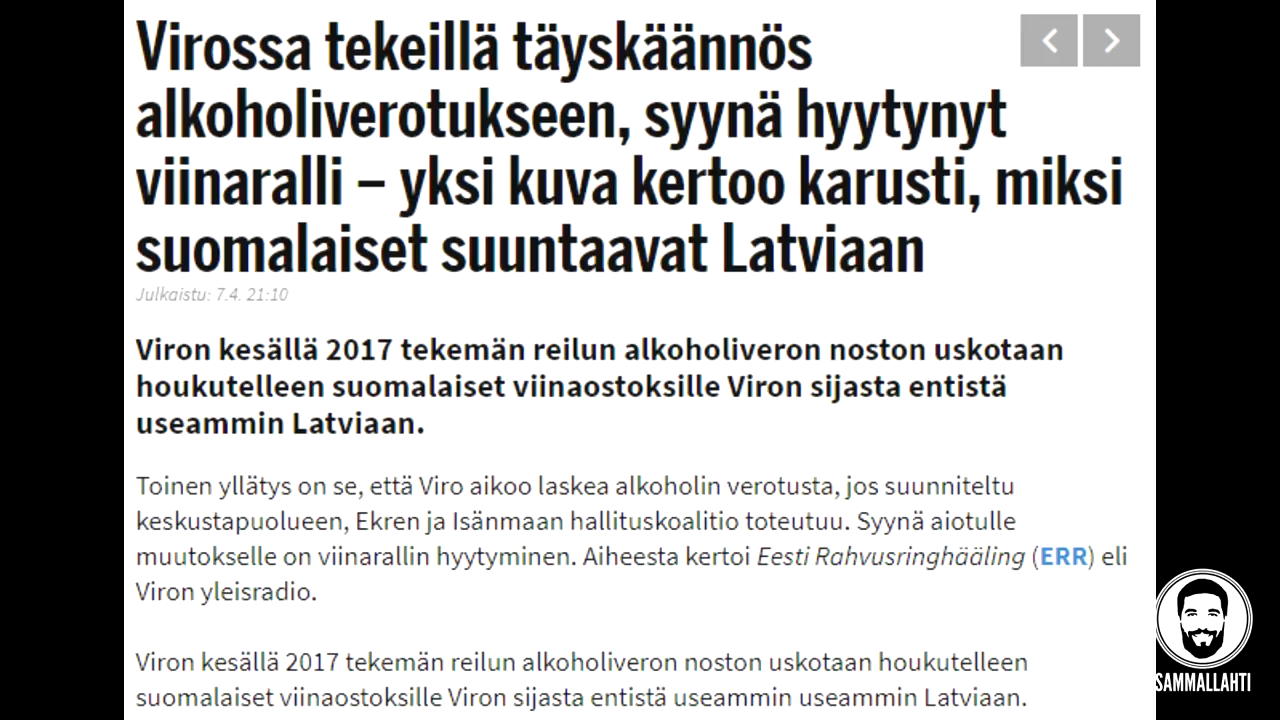 Virossa tekeillä täyskäännös
alkoholiverotukseen, syynä hyytynyt
viinaralli – yksi kuva kertoo karusti, miksi
suomalaiset suuntaavat Latviaan
Julkaistu: 7.4. 21:10
Viron kesällä 2017 tekemän reilun alkoholiveron noston uskotaan
houkutelleen suomalaiset viinaostoksille Viron sijasta entistä
useammin Latviaan.
Toinen yllätys on se, että Viro aikoo laskea alkoholin verotusta, jos suunniteltu
keskustapuolueen, Ekren ja Isänmaan hallituskoalitio toteutuu. Syynä aiotulle
muutokselle on viinarallin hyytyminen. Aiheesta kertoi Eesti Rahvusringhääling (ERR) eli
Viron yleisradio.
Viron kesällä 2017 tekemän reilun alkoholiveron noston uskotaan houkutelleen
suomalaiset viinaostoksille Viron sijasta entistä useammin useammin Latviaan.
SAMMALLAHTI